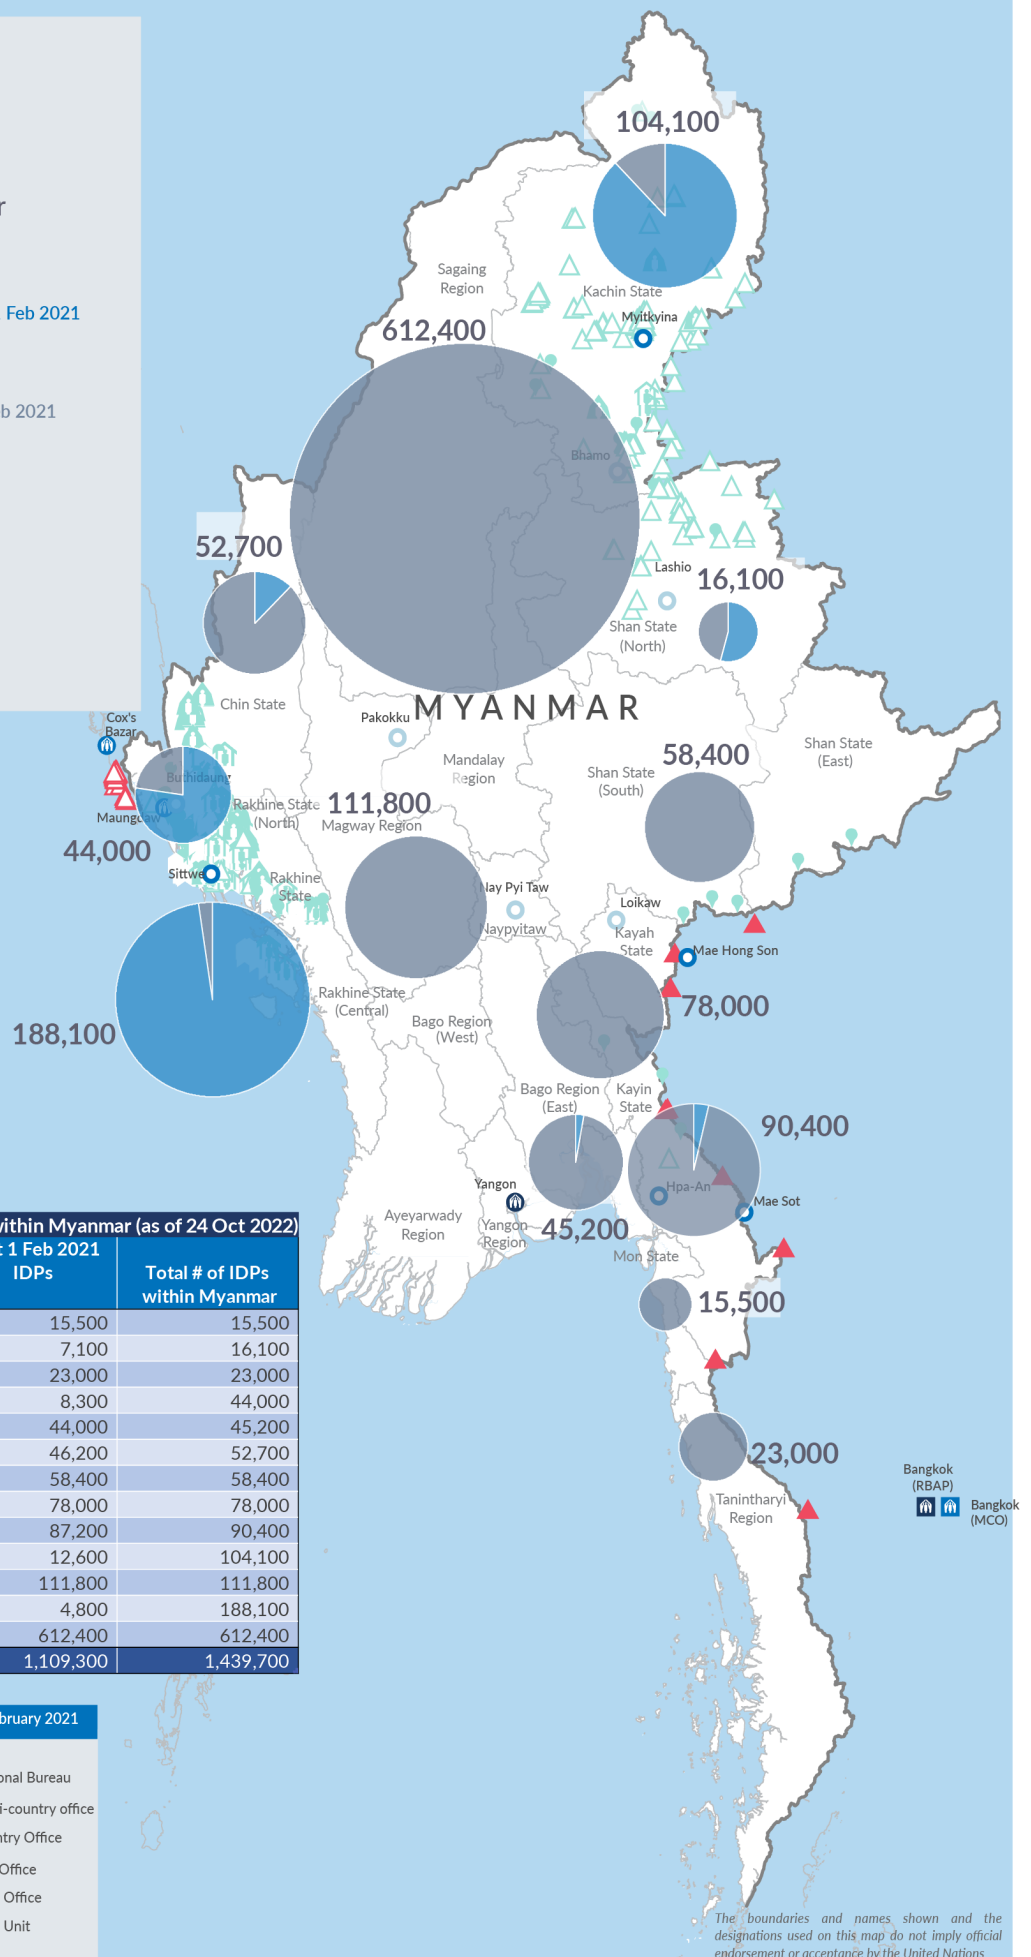 104,100
r
Sagaing
Region
Kachin State
Feb 2021
Myitkyina
612,400
b 2021
Bhamo
52,700
Lashio
16,100
Shan State
(North)
Chin State
MYANMAR
Pakokku
Cox's
Bazar
Shan State
(East)
58,400
Mandalay
Region
Shan State
(South)
Buthidaung
Rakhine State
(North)
111,800
Magway Region
Maungdaw
44,000
Sittwe
Rakhine
State
Nay Pyi Taw
Naypyitaw
Loikaw
Kayah
State
Mae Hong Son
Rakhine State
(Central)
78,000
188,100
Bago Region
(West)
Bago Region
(East)
Kayin
State
90,400
Yangon
Hpa-An
Mae Sot
Ayeyarwady
Region
Yangon
Region
45,200
Mon State
15,500
within Myanmar (as of 24 Oct 2022)
t 1 Feb 2021
IDPs
Total # of IDPs
within Myanmar
15,500 15,500
7,100 16,100
23,000 23,000
8,300 44,000
44,000 45,200
46,200 52,700
58,400 58,400
78,000 78,000
87,200 90,400
12,600 104,100
111,800 111,800
4,800 188,100
612,400 612,400
1,109,300 1,439,700
23,000
Tanintharyi
Region
Bangkok
(RBAP)
Bangkok
(MCO)
bruary 2021
onal Bureau
i-country office
ntry Office
Office
Office
Unit
The boundaries and names shown and the
designations used on this map do not imply official
endorsement or acceptance by the United Nations